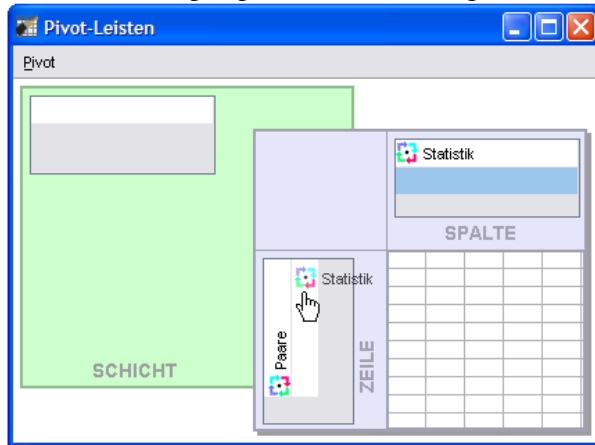 Pivot-Leisten
Pivot
Statistik
SPALTE
Statistik
Paare
ZEILE
SCHICHT